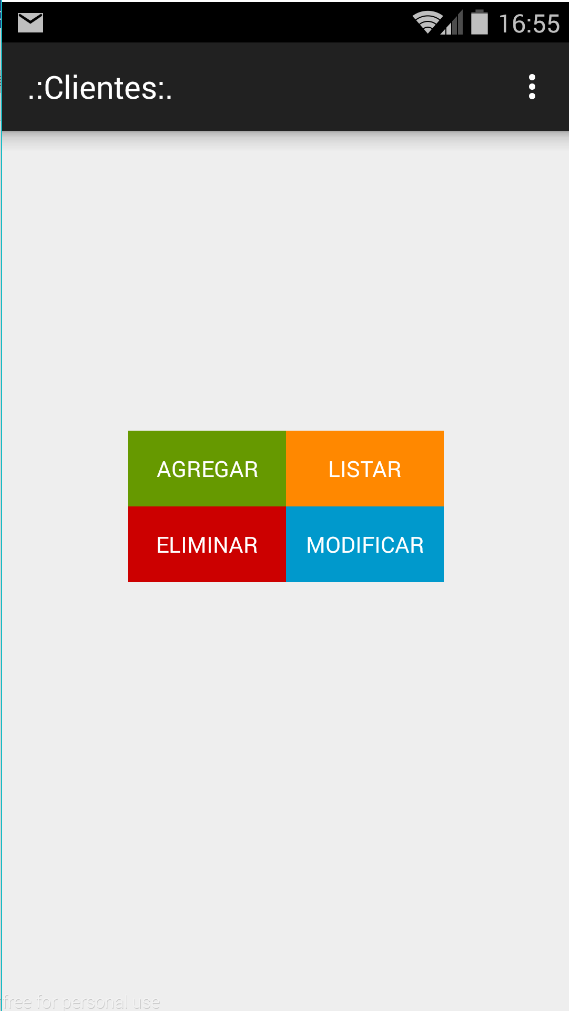 16:55
.:Clientes:.
AGREGAR LISTAR
ELIMINAR MODIFICAR
free for personal use